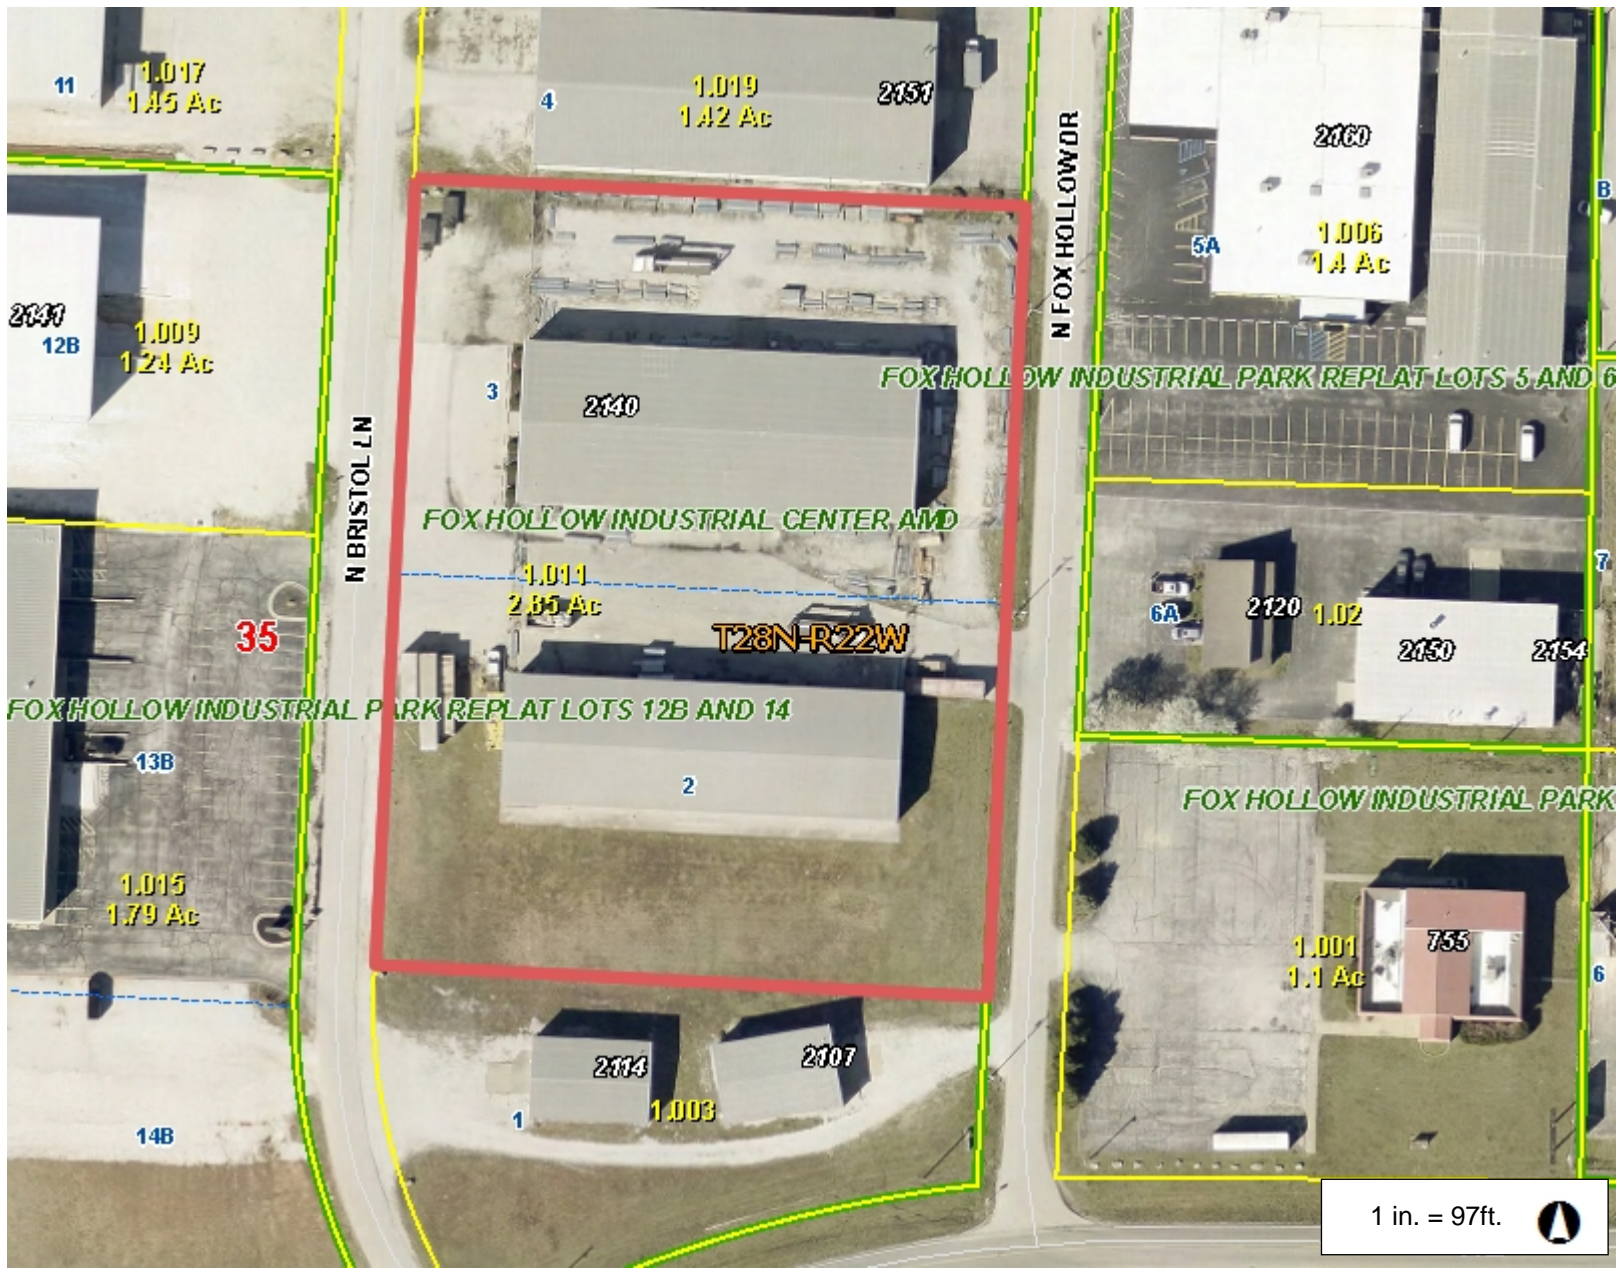 11
1.017
1.45 Ac
4
1.019
1.42 Ac
2151
N FOX HOLLOW DR
2160
B
5A
1.006
1.4 Ac
2141
12B
1.009
1.24 Ac
3
2140
FOX HOLLOW INDUSTRIAL PARK REPLAT LOTS 5 AND 6
N BRISTOL LN
FOX HOLLOW INDUSTRIAL CENTER AMD
1.011
2.85 Ac
7
6A
2120
1.02
35
T28N-R22W
2150
2154
FOX HOLLOW INDUSTRIAL PARK REPLAT LOTS 12B AND 14
13B
2
FOX HOLLOW INDUSTRIAL PARK
1.015
1.79 Ac
1.001
1.1 Ac
755
6
2114
2107
1
1.003
14B
1 in. = 97ft.